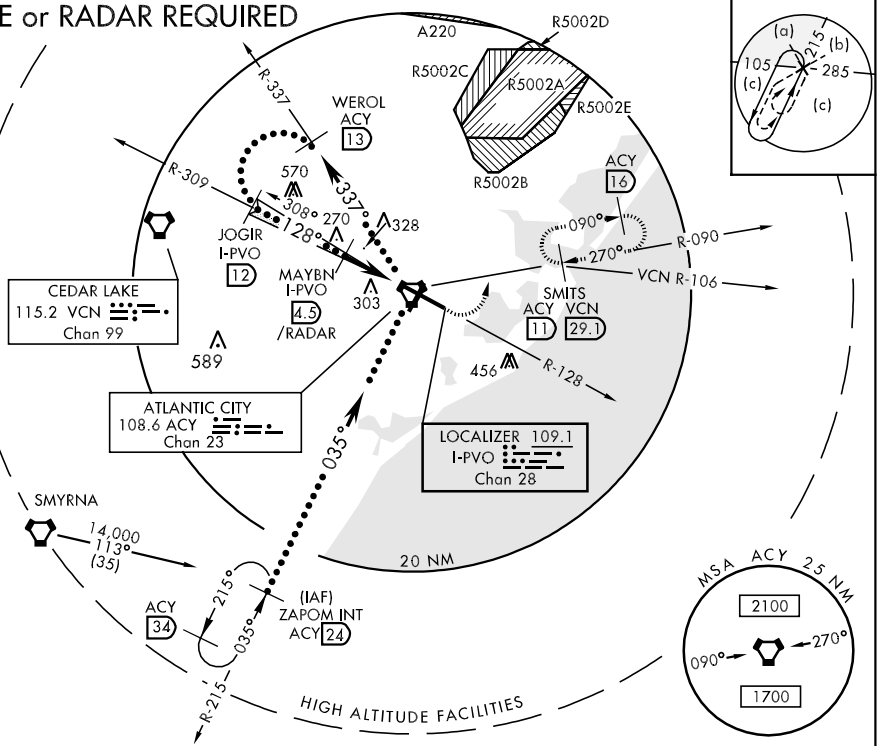 E or RADAR REQUIRED
A220
R5002D
R5002C
R5002A
R5002E
R5002B
R-337
WEROL
ACY
13
R-309
570
308°
270
337°
328
128°
JOGIR
I-PVO
12
MAYBN
I-PVO
4.5
/RADAR
303
ACY
16
090°
270°
R-090
VCN R-106
SMITS
ACY
11
VCN
29.1
456
R-128
CEDAR LAKE
115.2 VCN
Chan 99
589
ATLANTIC CITY
108.6 ACY
Chan 23
LOCALIZER 109.1
I-PVO
Chan 28
035°
SMYRNA
14,000
113°
(35)
20 NM
215°
035°
ACY
34
(IAF)
ZAPOM INT
ACY 24
R-215
HIGH ALTITUDE FACILITIES
(a)
215
(b)
105
285
(c)
(c)
MSA ACY 25 NM
2100
090°
270°
1700